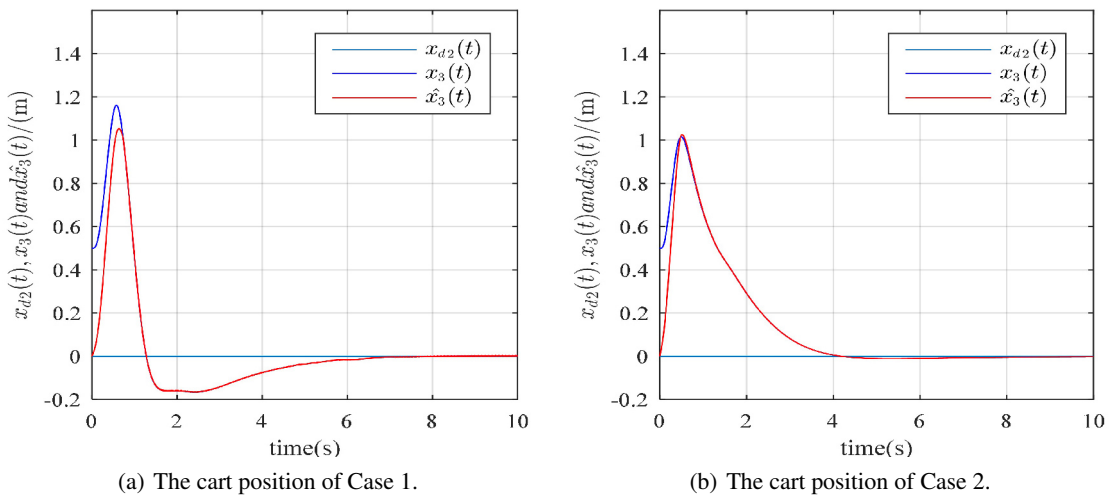 x_{d2}(t)
x_3(t)
\hat{x_3}(t)
1.4
1.2
1
0.8
0.6
0.4
0.2
0
-0.2
x_{d2}(t), x_3(t)and\hat{x}_3(t)/(m)
0 2 4 6 8 10
time(s)
(a) The cart position of Case 1.
x_{d2}(t)
x_3(t)
\hat{x_3}(t)
1.4
1.2
1
0.8
0.6
0.4
0.2
0
-0.2
x_{d2}(t), x_3(t)and\hat{x}_3(t)/(m)
0 2 4 6 8 10
time(s)
(b) The cart position of Case 2.